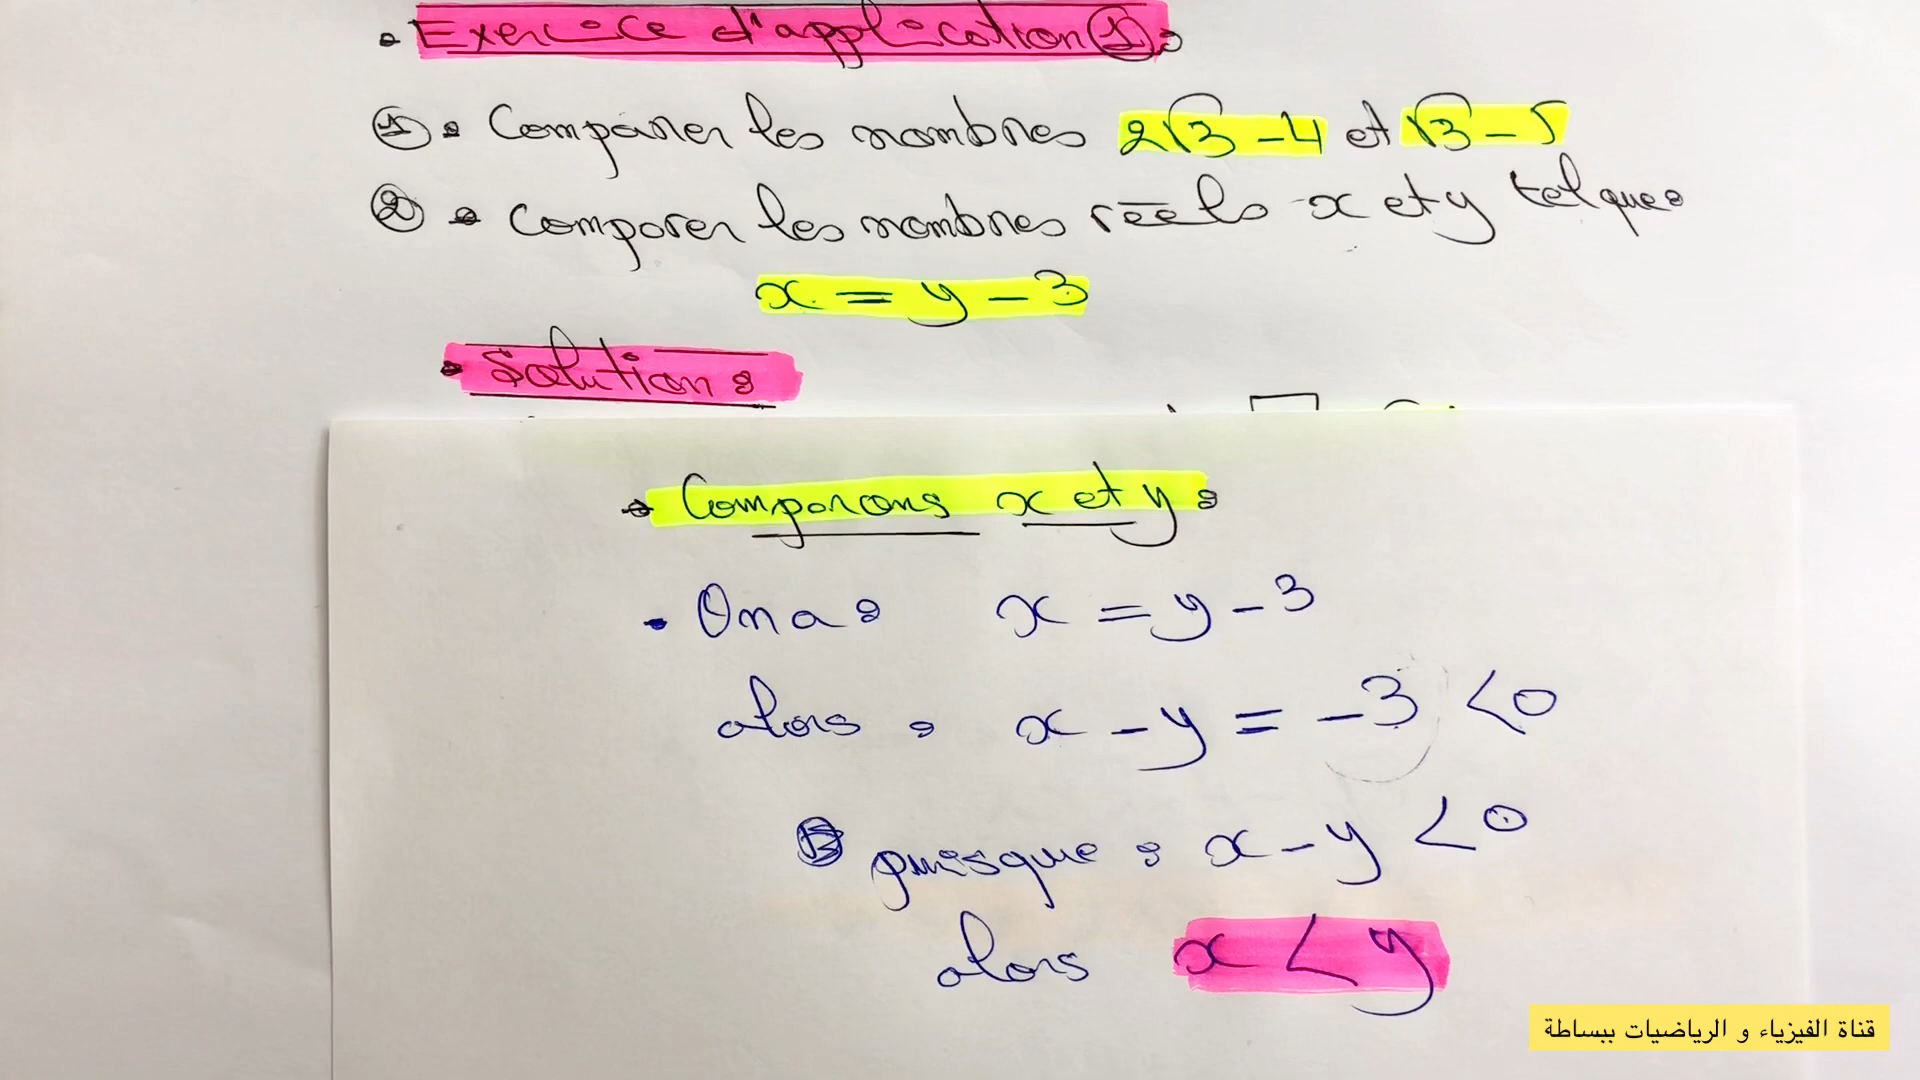 Exercice d'application ① :
① • Comparer les nombres 2√3 - 4 et √3 - 5
② • Comparer les nombres réels x et y tel que :
x = y - 3
• Solution :
→ Comparons x et y :
• On a : x = y - 3
alors : x - y = -3 < 0
puisque : x - y < 0
alors x < y
قناة الفيزياء و الرياضيات ببساطة